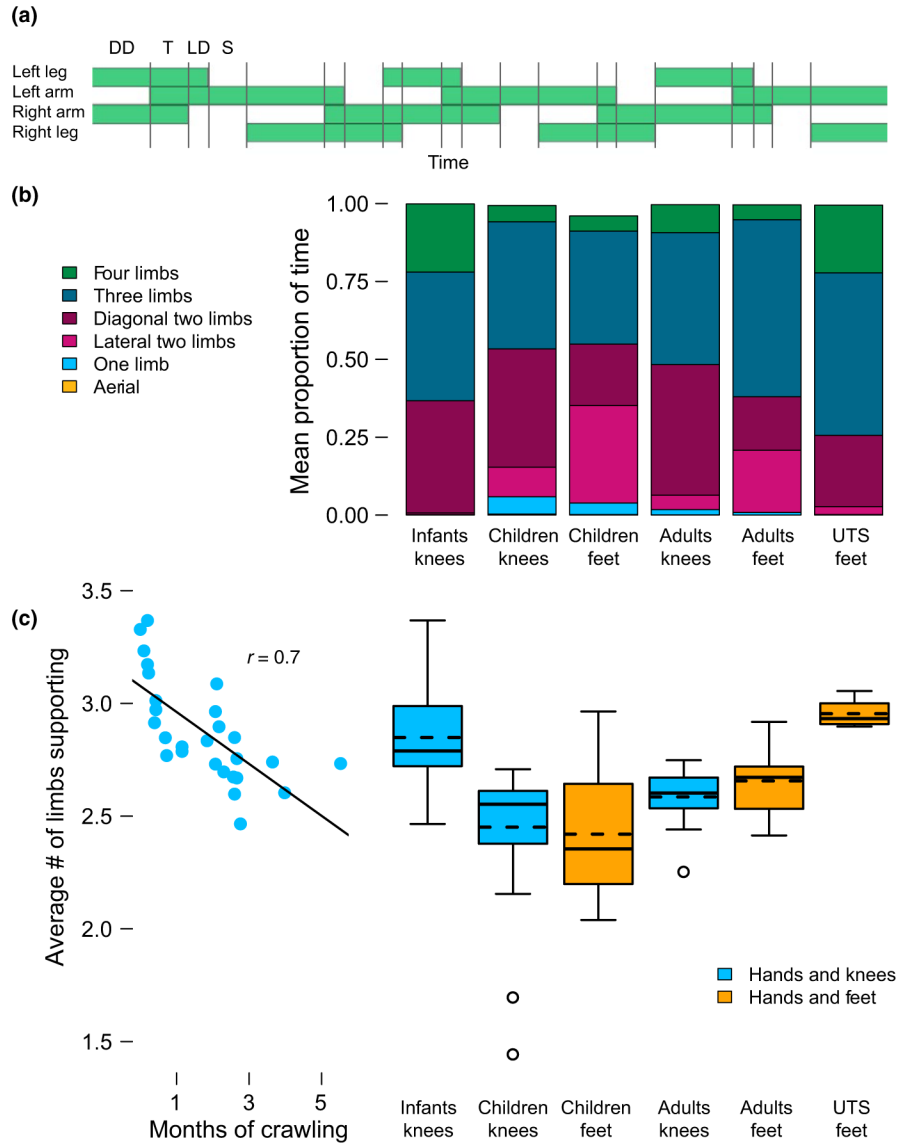 (a)
DD T LD S
Left leg
Left arm
Right arm
Right leg
Time
(b)
Four limbs
Three limbs
Diagonal two limbs
Lateral two limbs
One limb
Aerial
Mean proportion of time
1.00
0.75
0.50
0.25
0.00
Infants knees
Children knees
Children feet
Adults knees
Adults feet
UTS feet
(c)
Average # of limbs supporting
3.5
3.0
2.5
2.0
1.5
r = 0.7
1 3 5
Months of crawling
Hands and knees
Hands and feet
Infants knees
Children knees
Children feet
Adults knees
Adults feet
UTS feet